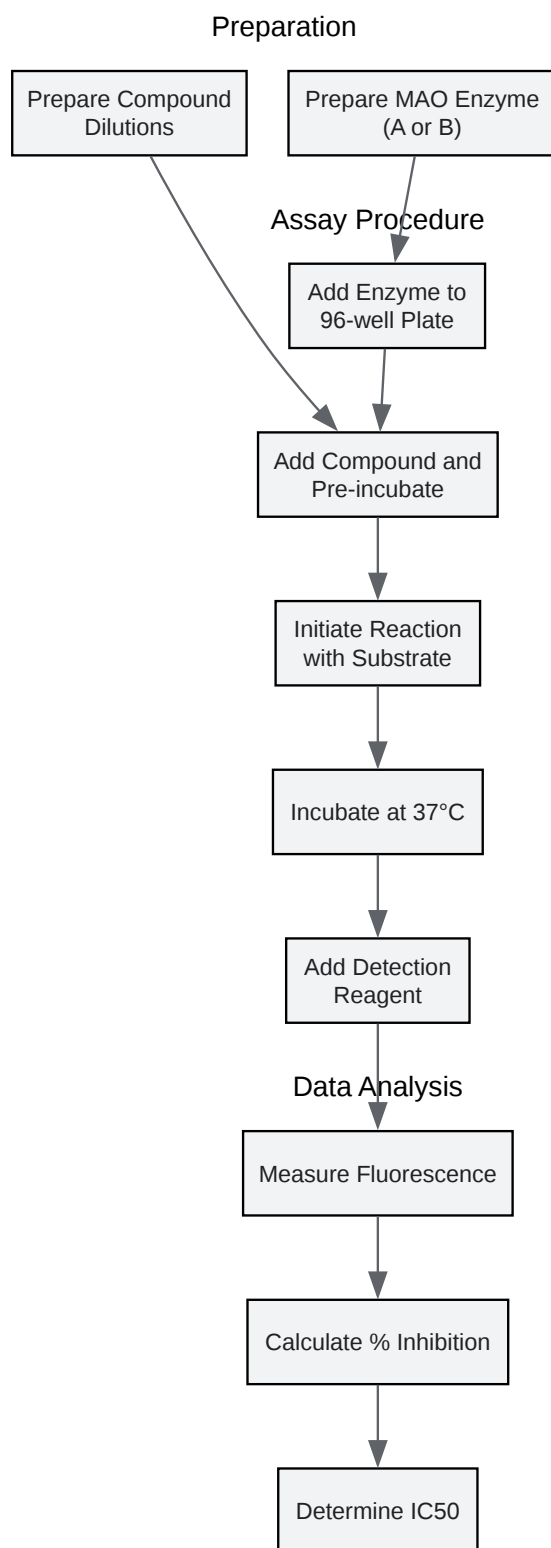 Preparation
Prepare Compound
Dilutions
Prepare MAO Enzyme
(A or B)
Assay Procedure
Add Enzyme to
96-well Plate
Add Compound and
Pre-incubate
Initiate Reaction
with Substrate
Incubate at 37°C
Add Detection
Reagent
Data Analysis
Measure Fluorescence
Calculate % Inhibition
Determine IC50